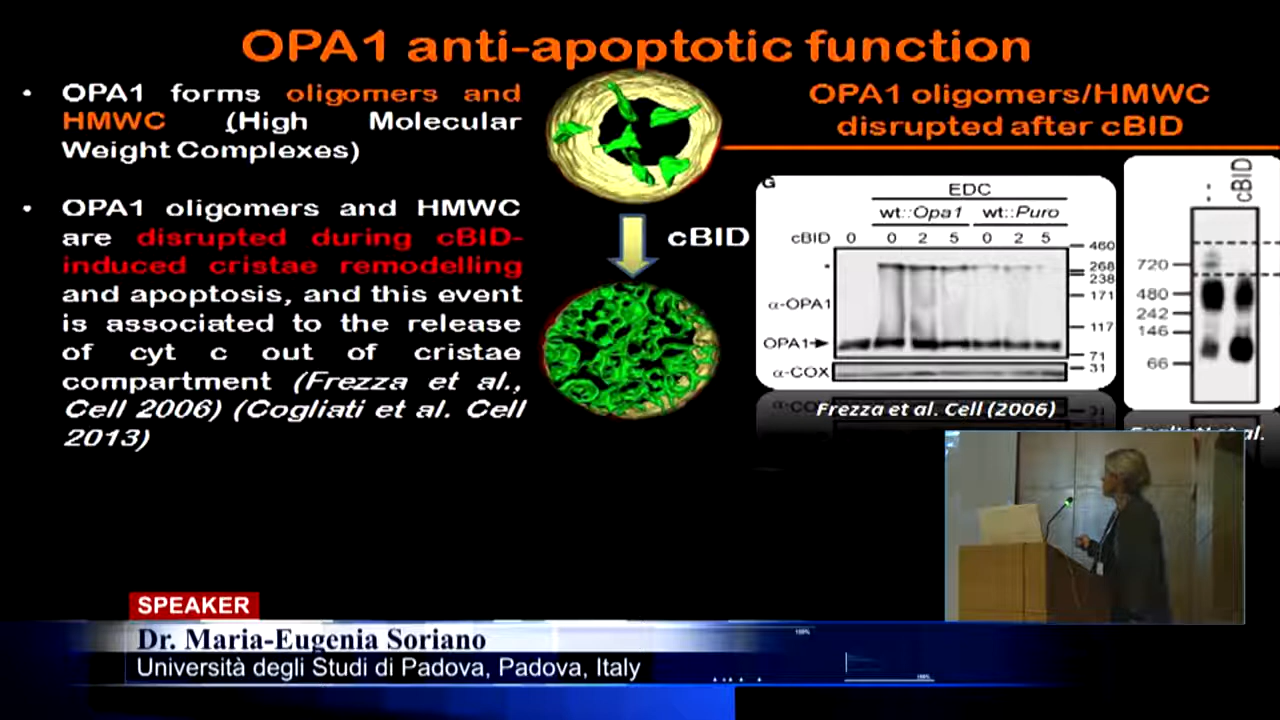 OPA1 anti-apoptotic function
• OPA1 forms oligomers and
HMWC (High Molecular
Weight Complexes)
• OPA1 oligomers and HMWC
are disrupted during cBID-
induced cristae remodelling
and apoptosis, and this event
is associated to the release
of cyt c out of cristae
compartment (Frezza et al.,
Cell 2006) (Cogliati et al. Cell
2013)
cBID
OPA1 oligomers/HMWC
disrupted after cBID
G
EDC
wt::Opa1 wt::Puro
cBID 0 0 2 5 0 2 5
460
268
238
171
117
71
31
α-OPA1
OPA1
α-COX
Frezza et al. Cell (2006)
-- cBID
720
480
242
146
66
et al.
SPEAKER
Dr. Maria-Eugenia Soriano
Università degli Studi di Padova, Padova, Italy